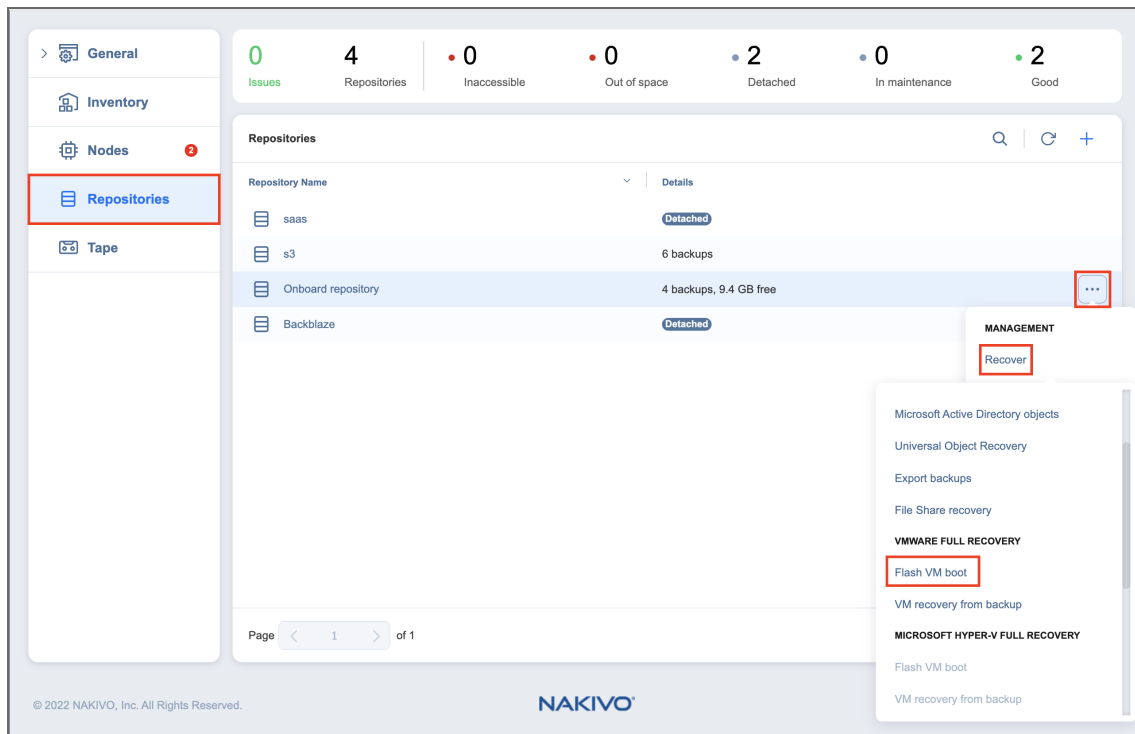 General
Inventory
Nodes 2
Repositories
Tape
0 4 0 0 2 0 2
Issues Repositories Inaccessible Out of space Detached In maintenance Good
Repositories
Repository Name Details
saas Detached
s3 6 backups
Onboard repository 4 backups, 9.4 GB free
Backblaze Detached
MANAGEMENT
Recover
Microsoft Active Directory objects
Universal Object Recovery
Export backups
File Share recovery
VMWARE FULL RECOVERY
Flash VM boot
VM recovery from backup
MICROSOFT HYPER-V FULL RECOVERY
Flash VM boot
VM recovery from backup
Page 1 of 1
© 2022 NAKIVO, Inc. All Rights Reserved.
NAKIVO®